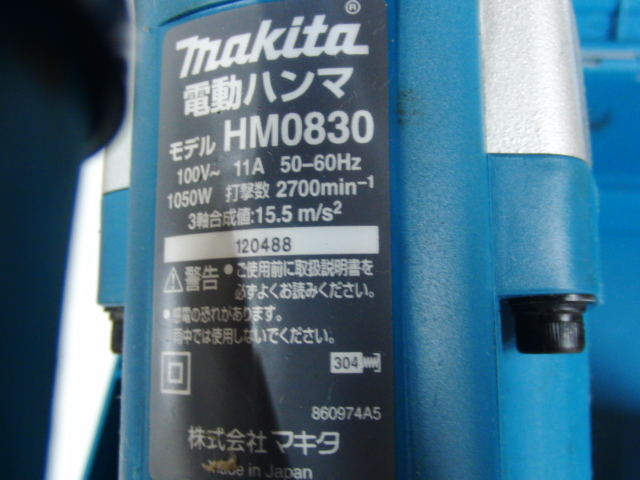 makita®
電動ハンマ
モデル HM0830
100V~ 11A 50-60Hz
1050W 打撃数 2700min-1
3軸合成値:15.5 m/s2
120488
警告 •ご使用前に取扱説明書を
必ずよくお読みください。
•感電の恐れがあります。
雨中では使用しないでください。
304
860974A5
株式会社 マキタ
Made in Japan